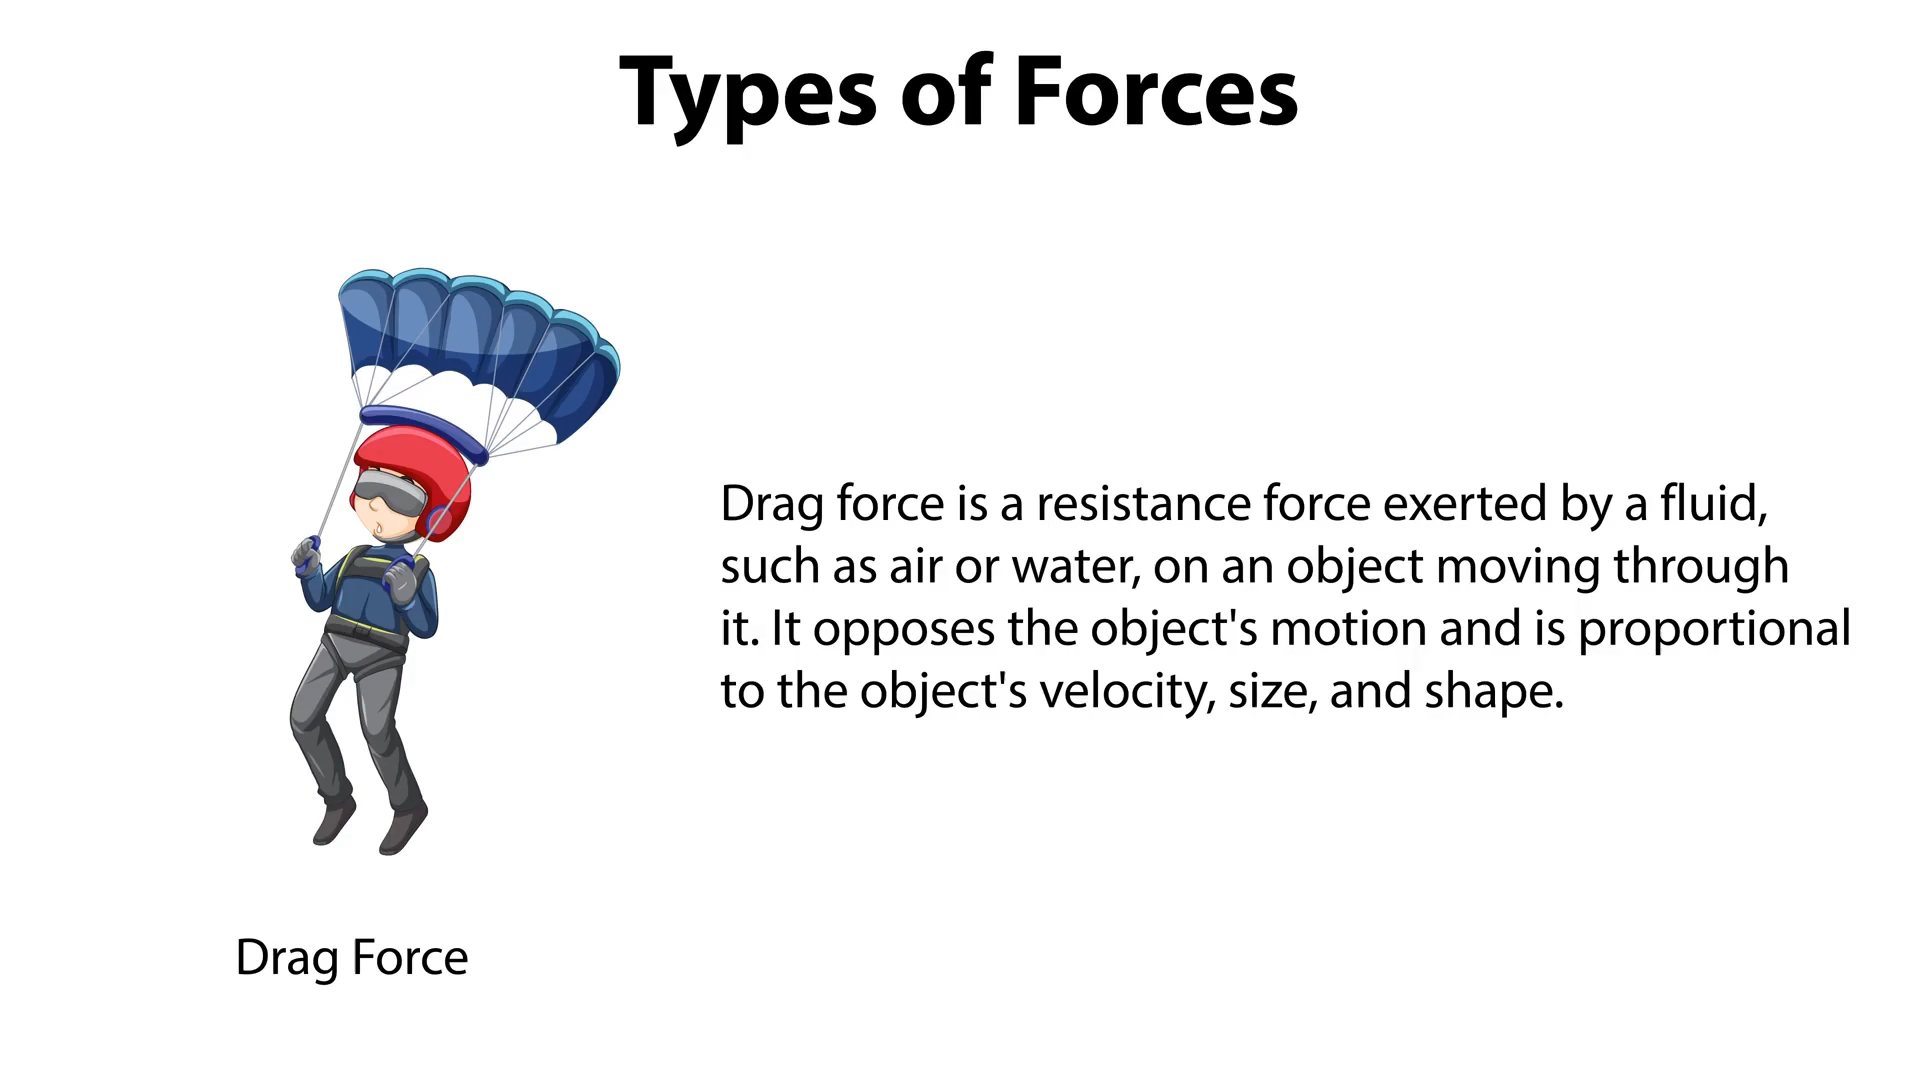 Types of Forces
Drag force is a resistance force exerted by a fluid,
such as air or water, on an object moving through
it. It opposes the object's motion and is proportional
to the object's velocity, size, and shape.
Drag Force